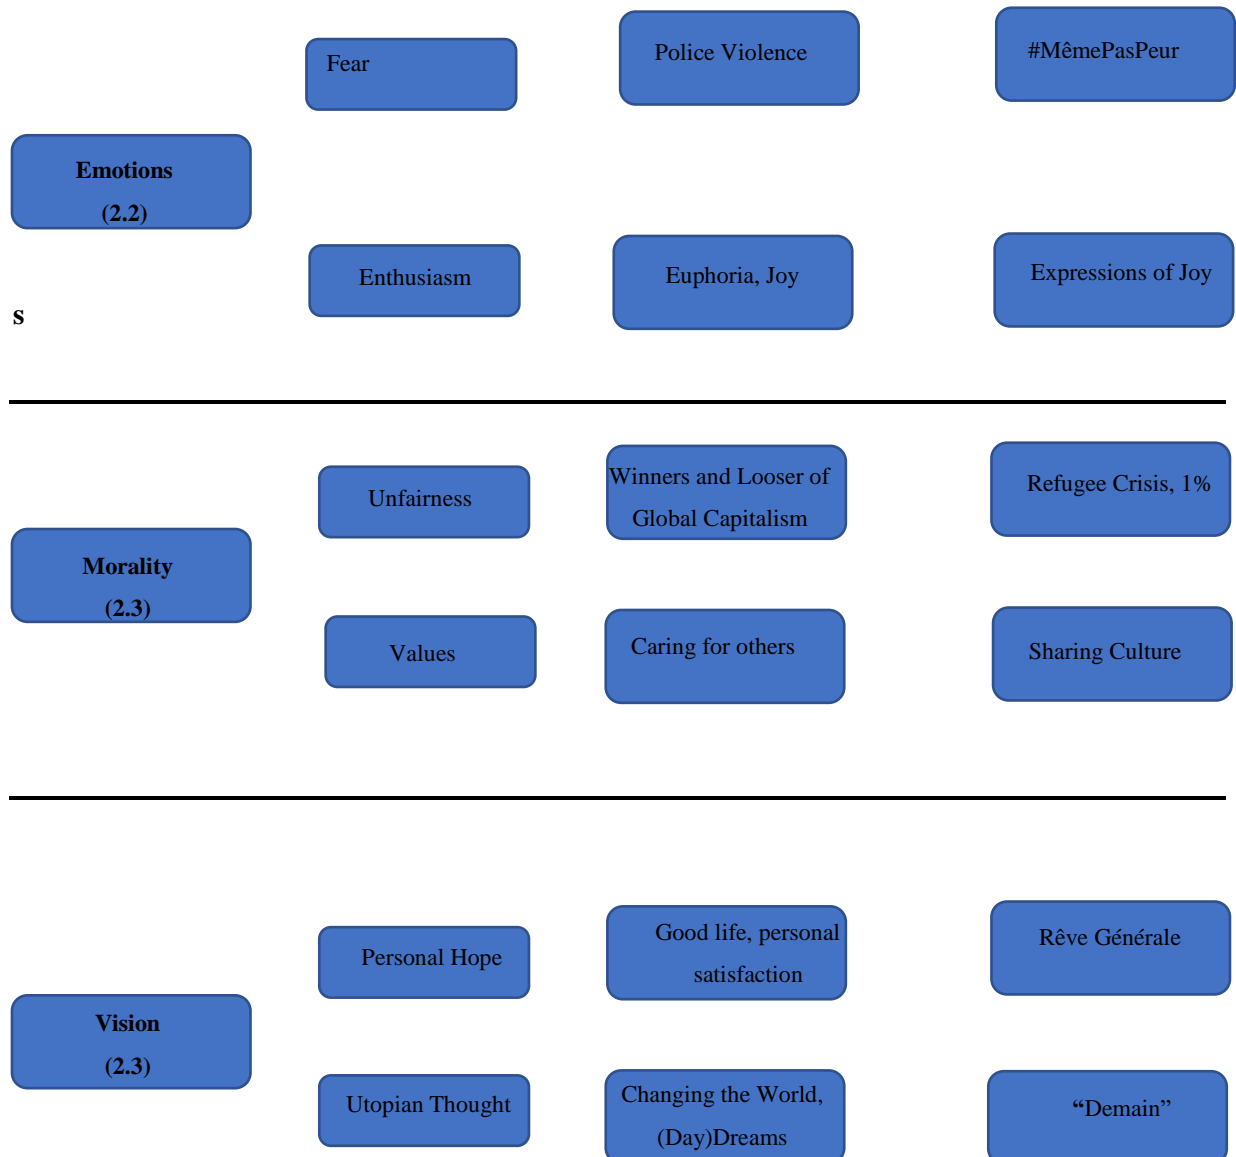 Fear
Police Violence
#MêmePasPeur
Emotions
(2.2)
Enthusiasm
Euphoria, Joy
Expressions of Joy
s
Unfairness
Winners and Looser of
Global Capitalism
Refugee Crisis, 1%
Morality
(2.3)
Values
Caring for others
Sharing Culture
Personal Hope
Good life, personal
satisfaction
Rêve Générale
Vision
(2.3)
Utopian Thought
Changing the World,
(Day)Dreams
“Demain”